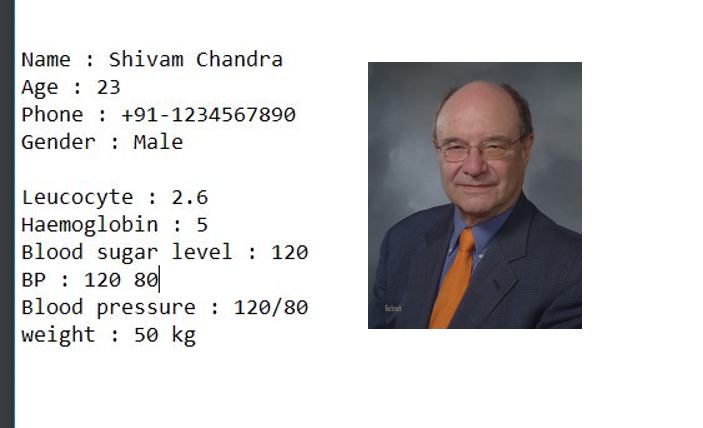 Name : Shivam Chandra
Age : 23
Phone : +91-1234567890
Gender : Male
Leucocyte : 2.6
Haemoglobin : 5
Blood sugar level : 120
BP : 120 80
Blood pressure : 120/80
weight : 50 kg